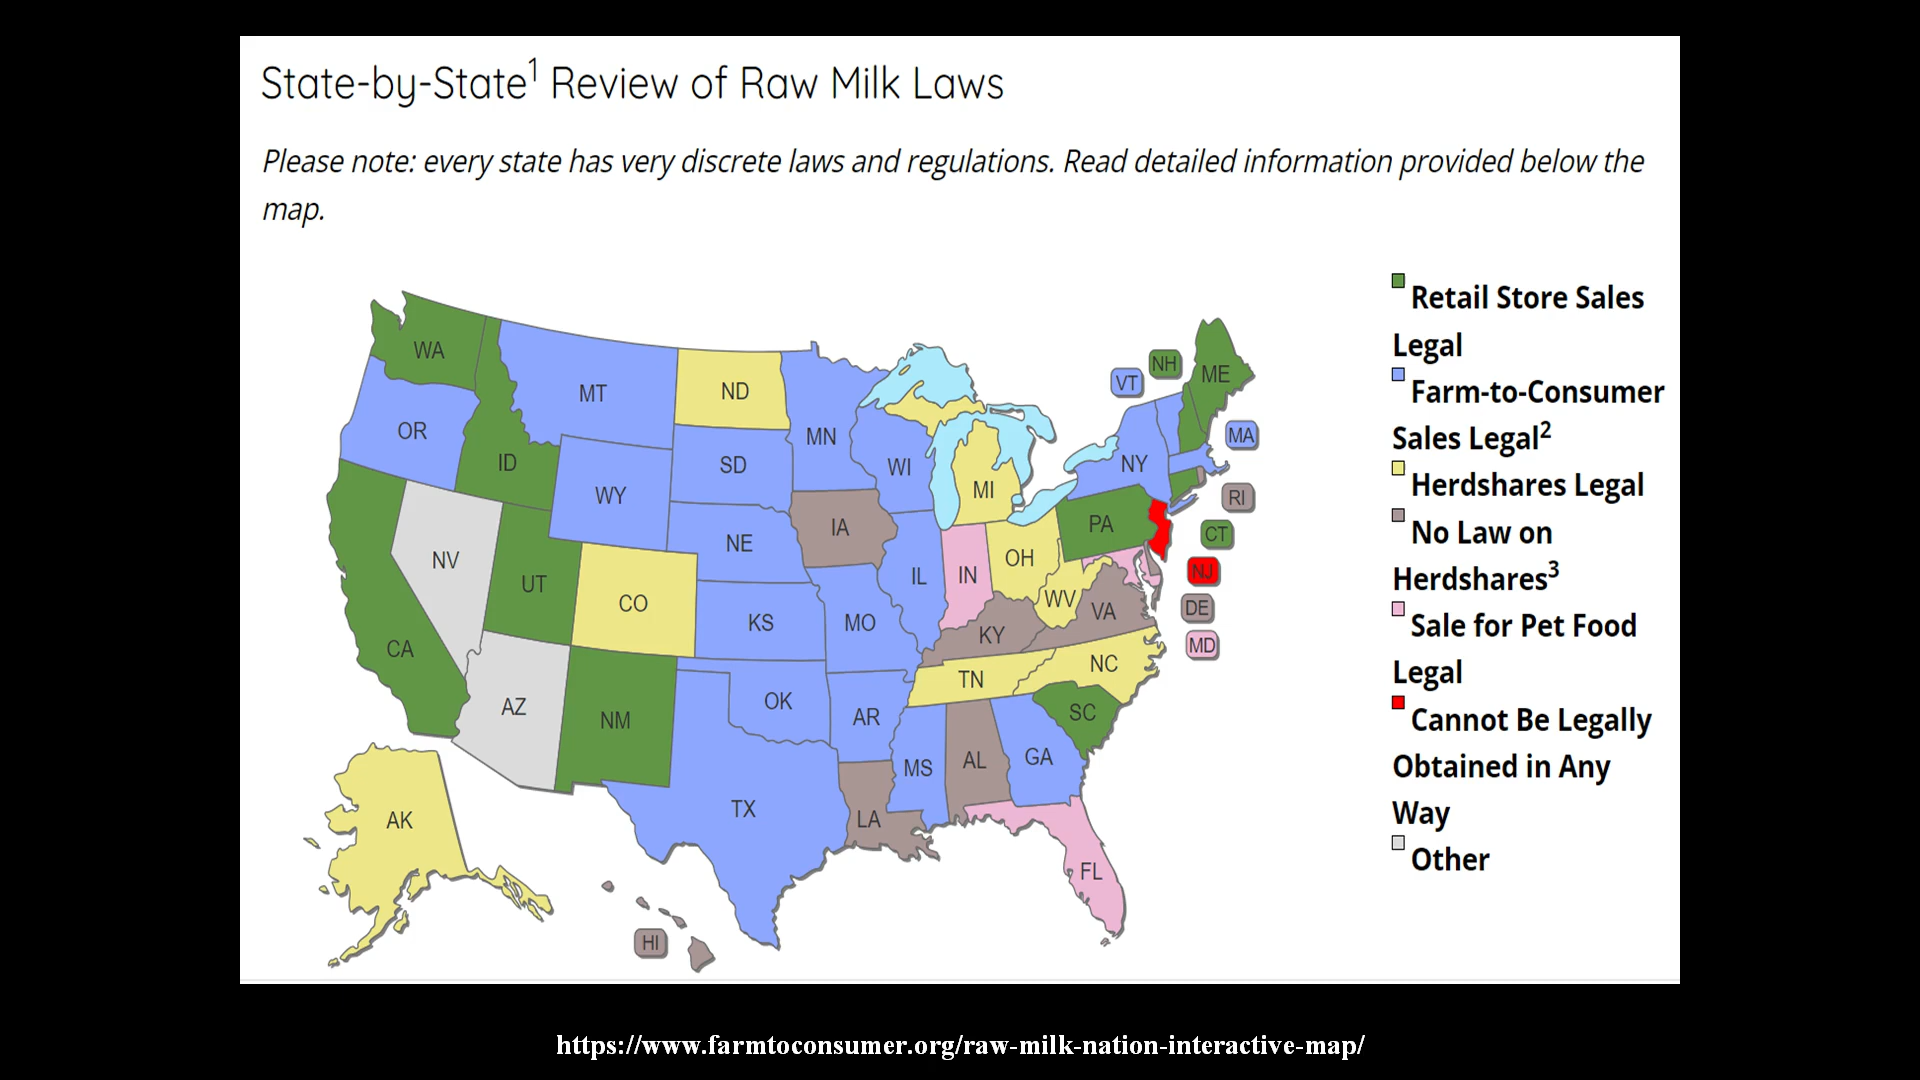 State-by-State1 Review of Raw Milk Laws
Please note: every state has very discrete laws and regulations. Read detailed information provided below the
map.
Retail Store Sales
Legal
Farm-to-Consumer
Sales Legal2
Herdshares Legal
No Law on
Herdshares3
Sale for Pet Food
Legal
Cannot Be Legally
Obtained in Any
Way
Other
WA
MT
ND
MN
VT
NH
ME
OR
ID
WY
SD
WI
MI
NY
MA
NV
UT
CO
NE
IA
IL
IN
OH
PA
RI
CT
NJ
CA
KS
MO
KY
WV
VA
DE
MD
AZ
NM
OK
AR
TN
NC
SC
TX
LA
MS
AL
GA
FL
AK
HI
https://www.farmtoconsumer.org/raw-milk-nation-interactive-map/